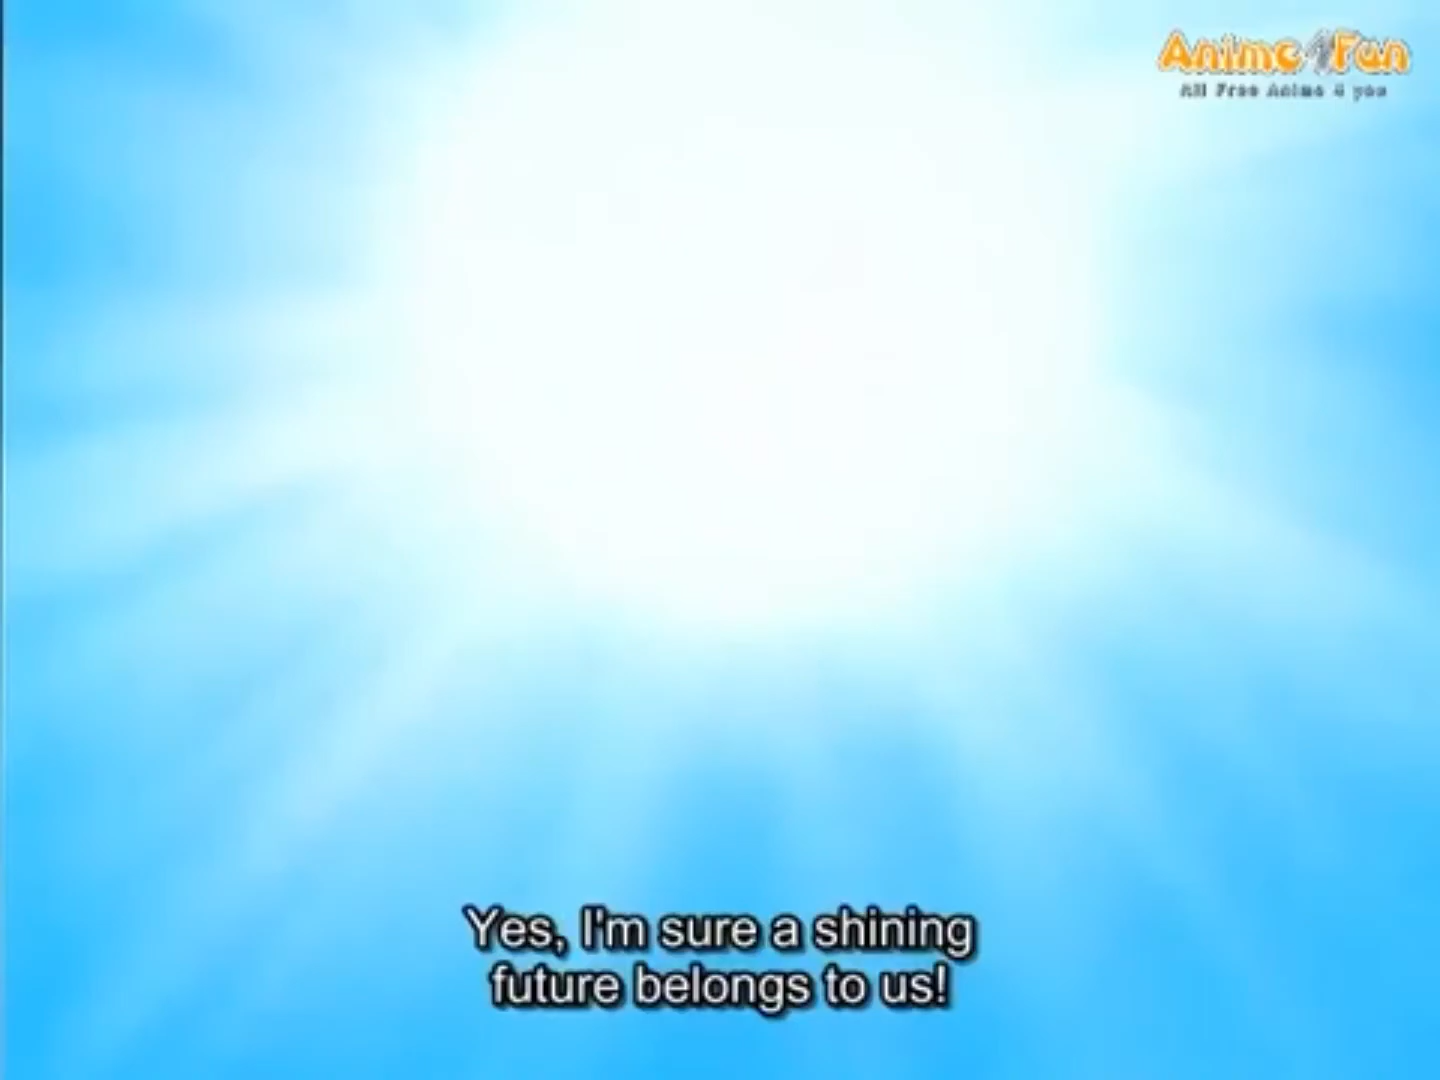 Anime4Fun
All Free Anime 4 you
Yes, I'm sure a shining
future belongs to us!